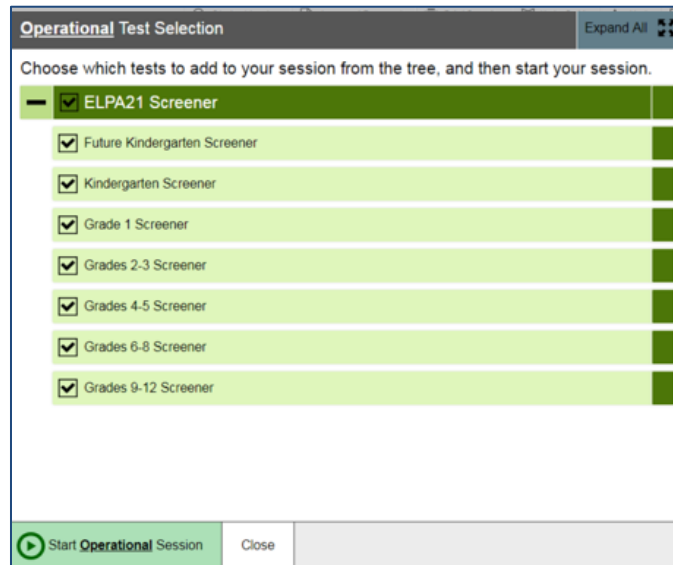 Operational Test Selection
Expand All
Choose which tests to add to your session from the tree, and then start your session.
ELPA21 Screener
Future Kindergarten Screener
Kindergarten Screener
Grade 1 Screener
Grades 2-3 Screener
Grades 4-5 Screener
Grades 6-8 Screener
Grades 9-12 Screener
Start Operational Session
Close